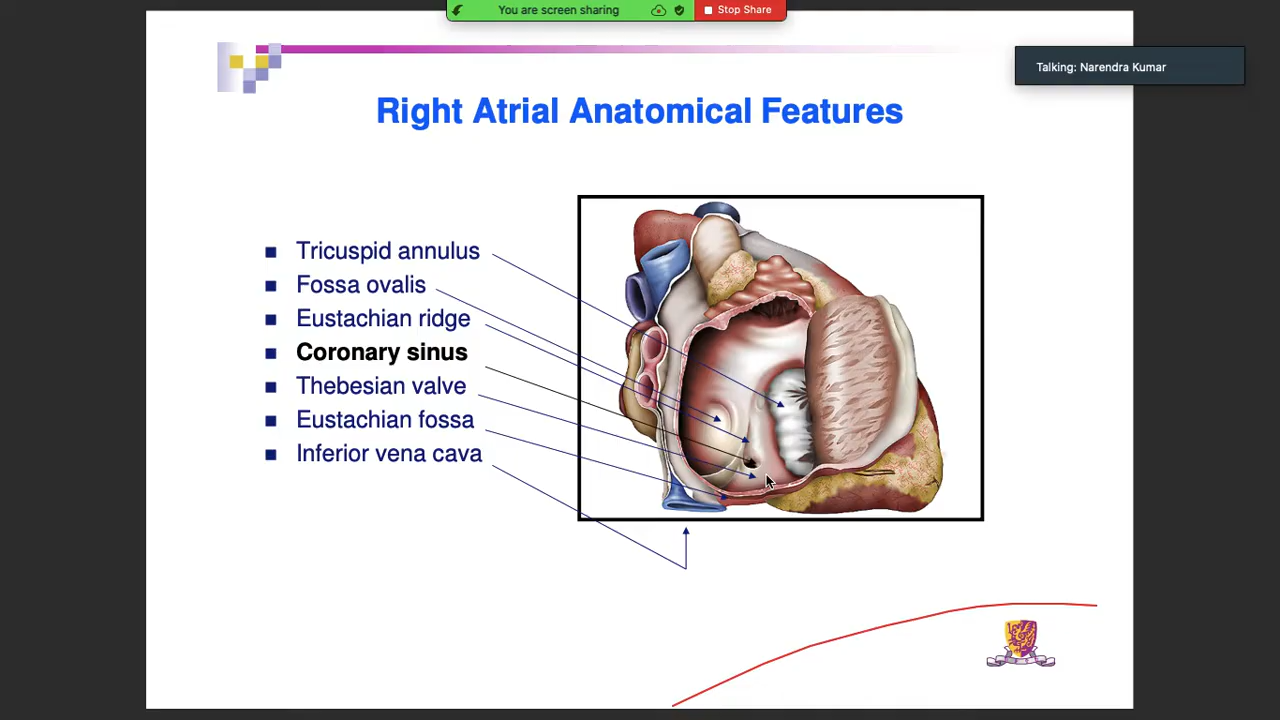 You are screen sharing
Stop Share
Talking: Narendra Kumar
Right Atrial Anatomical Features
Tricuspid annulus
Fossa ovalis
Eustachian ridge
Coronary sinus
Thebesian valve
Eustachian fossa
Inferior vena cava